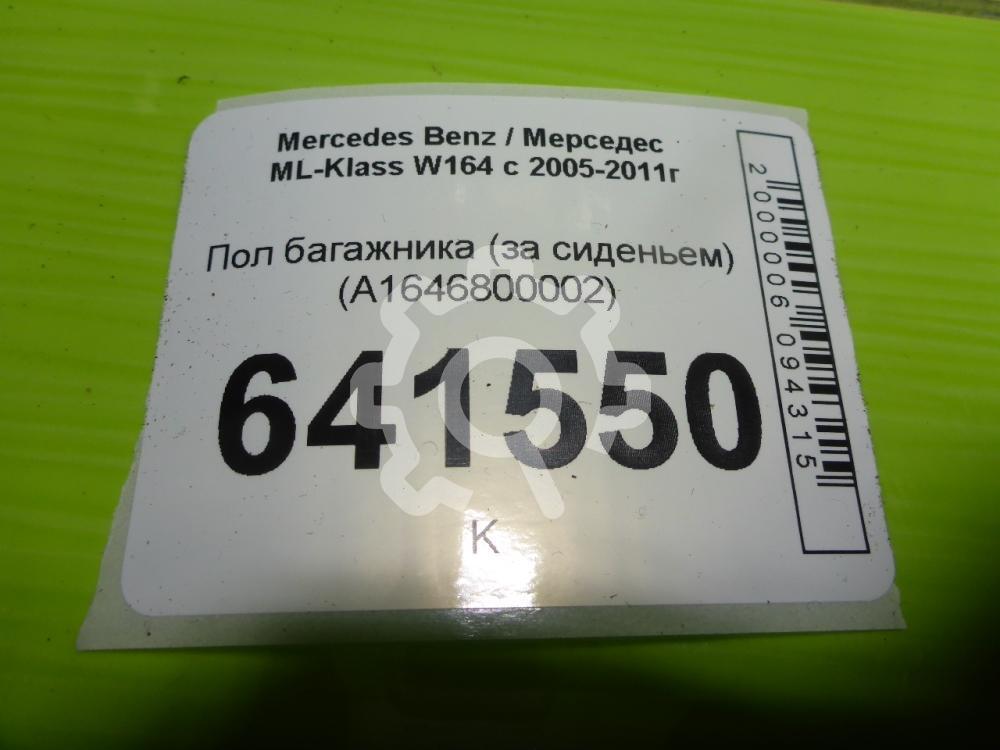 Mercedes Benz / Мерседес
ML-Klass W164 с 2005-2011г
Пол багажника (за сиденьем)
(A1646800002)
641550
К
2000006094315